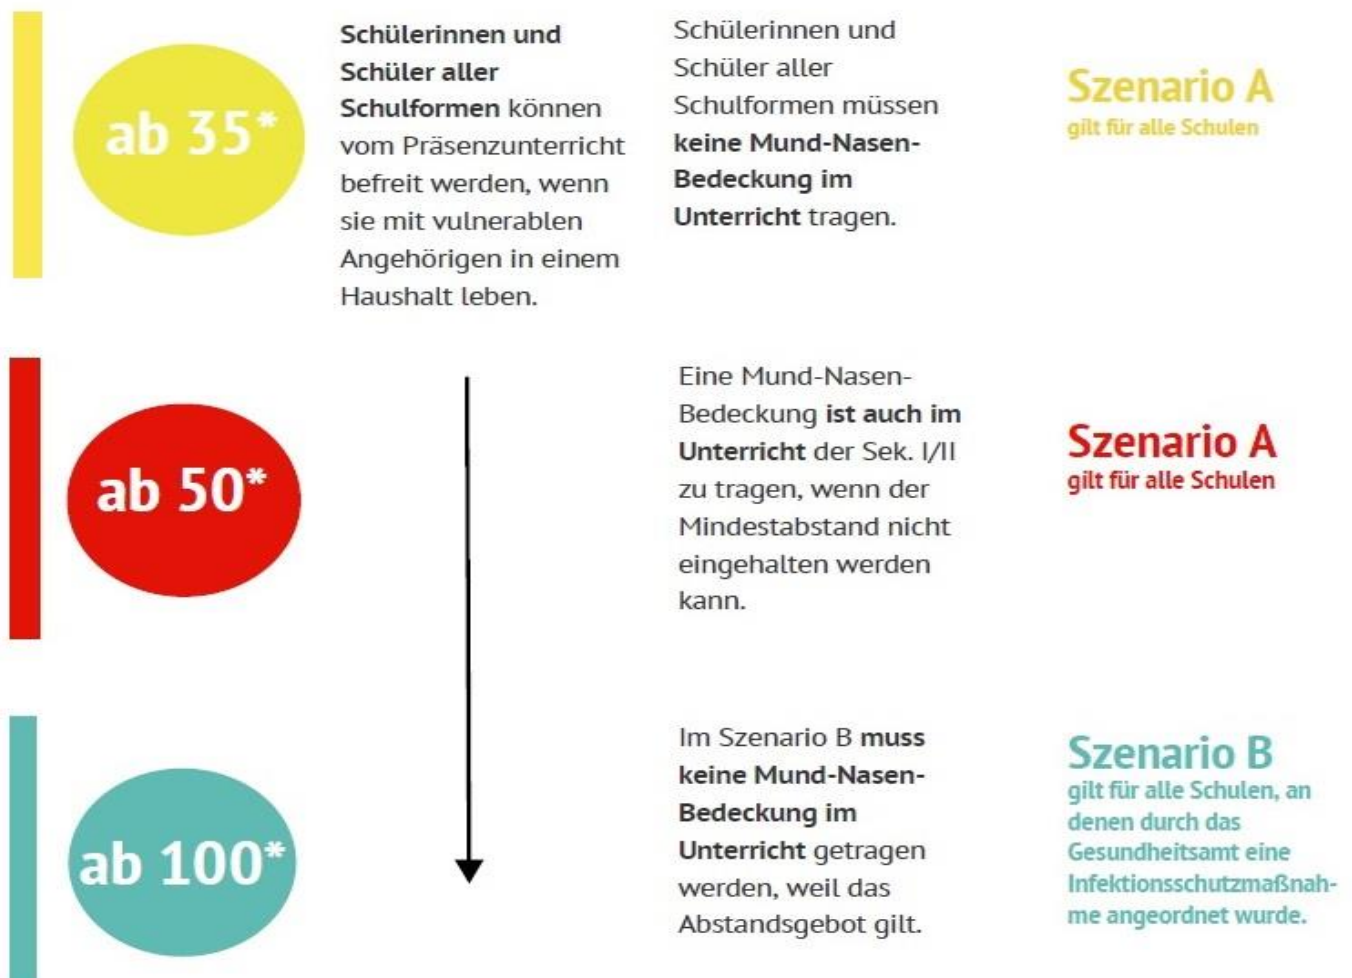 ab 35*
Schülerinnen und
Schüler aller
Schulformen können
vom Präsenzunterricht
befreit werden, wenn
sie mit vulnerablen
Angehörigen in einem
Haushalt leben.
Schülerinnen und
Schüler aller
Schulformen müssen
keine Mund-Nasen-
Bedeckung im
Unterricht tragen.
Szenario A
gilt für alle Schulen
ab 50*
Eine Mund-Nasen-
Bedeckung ist auch im
Unterricht der Sek. I/II
zu tragen, wenn der
Mindestabstand nicht
eingehalten werden
kann.
Szenario A
gilt für alle Schulen
ab 100*
Im Szenario B muss
keine Mund-Nasen-
Bedeckung im
Unterricht getragen
werden, weil das
Abstandsgebot gilt.
Szenario B
gilt für alle Schulen, an
denen durch das
Gesundheitsamt eine
Infektionsschutzmaßnah-
me angeordnet wurde.